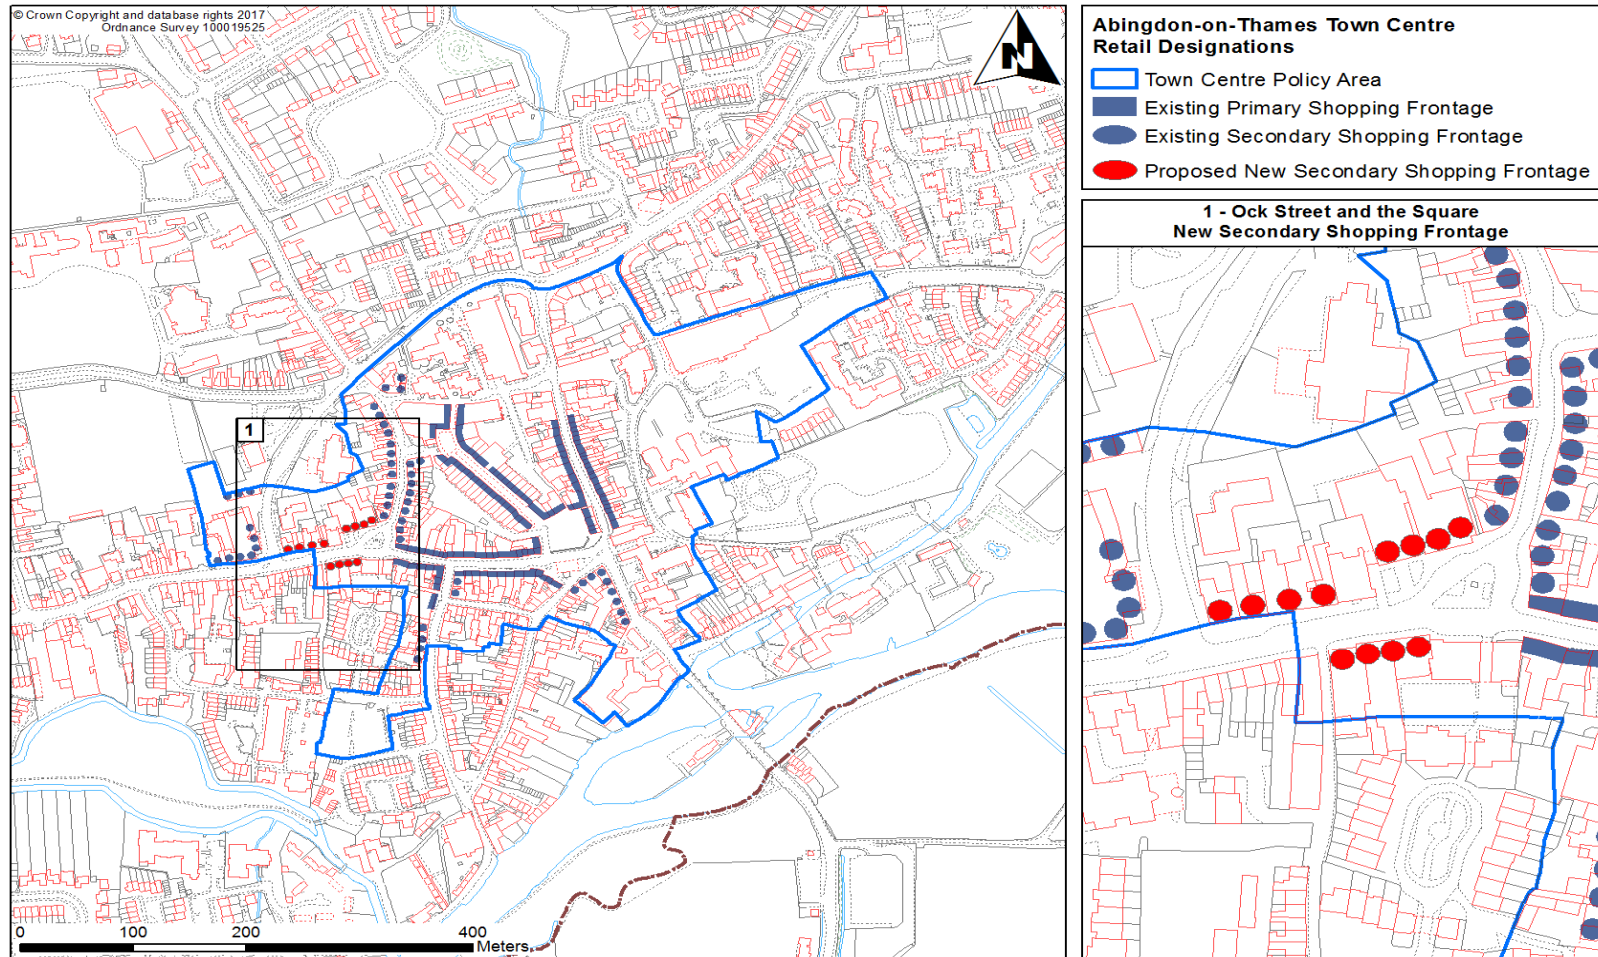 © Crown Copyright and database rights 2017
Ordnance Survey 100019525
N
1
0 100 200 400 Meters
Abingdon-on-Thames Town Centre
Retail Designations
Town Centre Policy Area
Existing Primary Shopping Frontage
Existing Secondary Shopping Frontage
Proposed New Secondary Shopping Frontage
1 - Ock Street and the Square
New Secondary Shopping Frontage